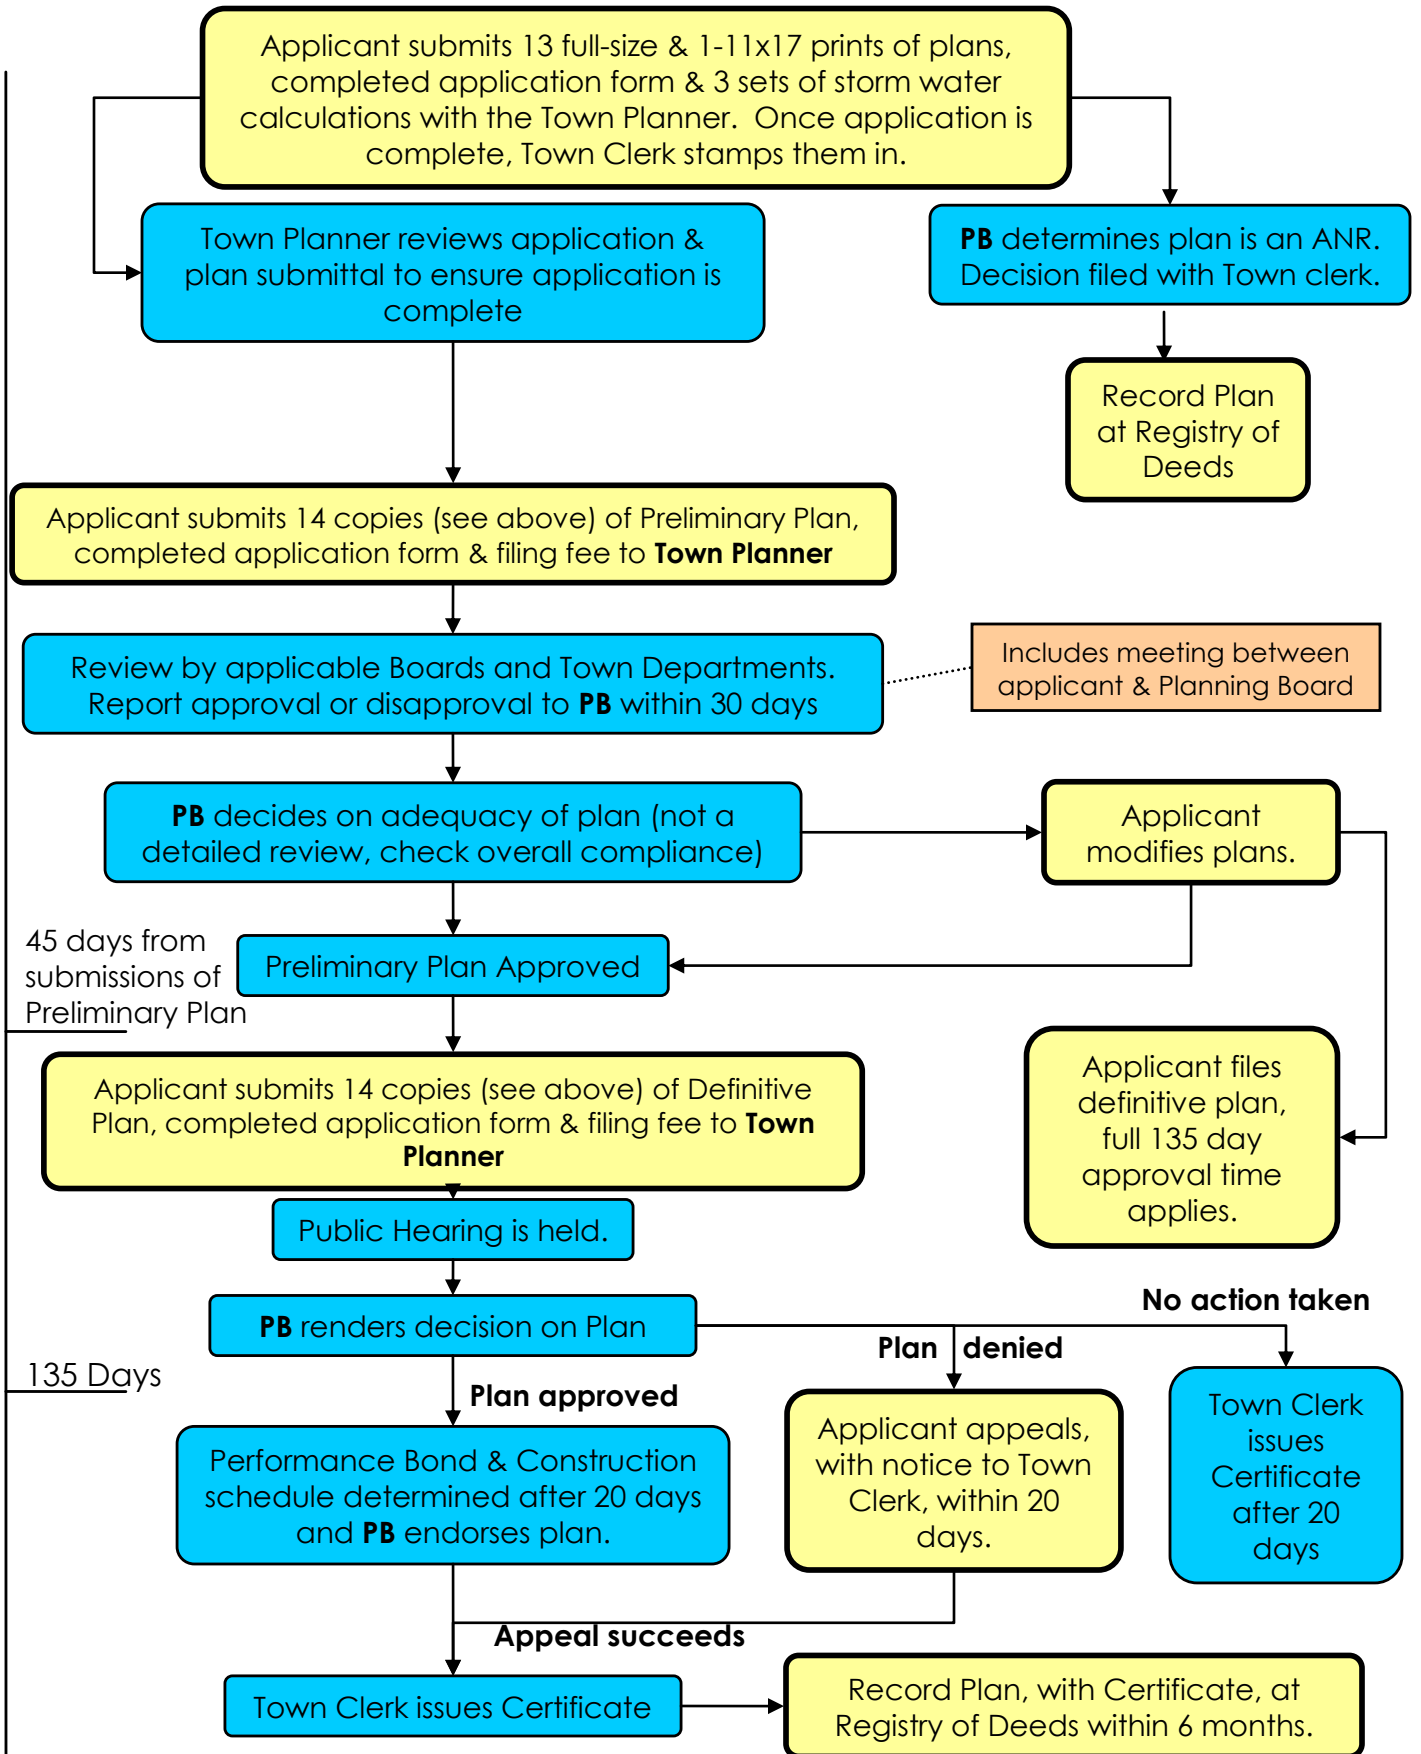 Applicant submits 13 full-size & 1-11x17 prints of plans,
completed application form & 3 sets of storm water
calculations with the Town Planner.  Once application is
complete, Town Clerk stamps them in.
Town Planner reviews application &
plan submittal to ensure application is
complete
PB determines plan is an ANR.
Decision filed with Town clerk.
Record Plan
at Registry of
Deeds
Applicant submits 14 copies (see above) of Preliminary Plan,
completed application form & filing fee to Town Planner
Review by applicable Boards and Town Departments.
Report approval or disapproval to PB within 30 days
Includes meeting between
applicant & Planning Board
PB decides on adequacy of plan (not a
detailed review, check overall compliance)
Applicant
modifies plans.
45 days from
submissions of
Preliminary Plan
Preliminary Plan Approved
Applicant submits 14 copies (see above) of Definitive
Plan, completed application form & filing fee to Town
Planner
Applicant files
definitive plan,
full 135 day
approval time
applies.
Public Hearing is held.
PB renders decision on Plan
No action taken
Plan denied
135 Days
Plan approved
Performance Bond & Construction
schedule determined after 20 days
and PB endorses plan.
Applicant appeals,
with notice to Town
Clerk, within 20
days.
Town Clerk
issues
Certificate
after 20
days
Appeal succeeds
Town Clerk issues Certificate
Record Plan, with Certificate, at
Registry of Deeds within 6 months.